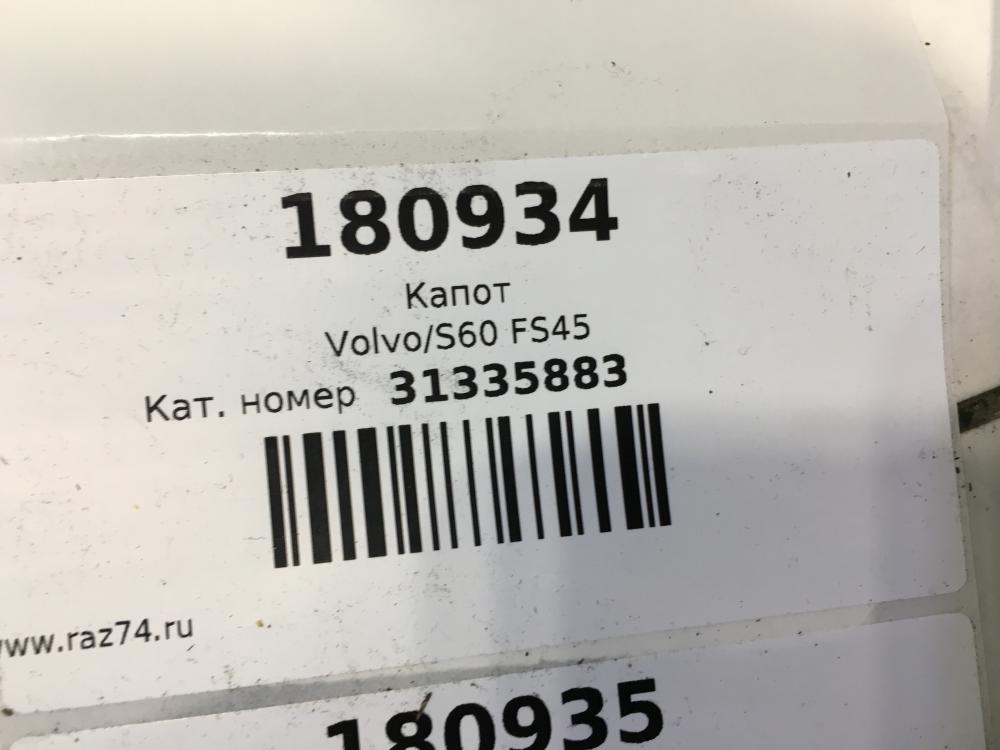 180934
Капот
Volvo/S60 FS45
Кат. номер 31335883
www.raz74.ru
180935